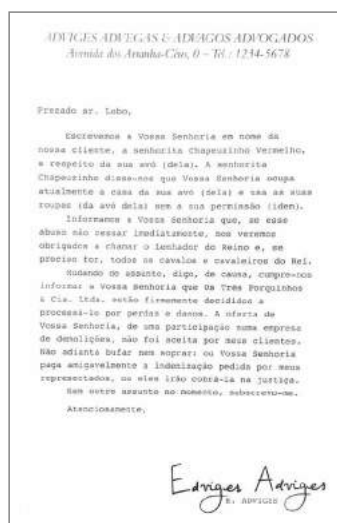 ADVIGES ADVEGAS & ADVAGOS ADVOGADOS
Avenida dos Arranha-Céus, 0 – Tel.: 1234-5678
Prezado sr. Lobo,
Escrevemos a Vossa Senhoria em nome da
nossa cliente, a senhorita Chapeuzinho Vermelho,
a respeito da sua avó (dela). A senhorita
Chapeuzinho disse-nos que Vossa Senhoria ocupa
atualmente a casa da sua avó (dela) e usa as suas
roupas (da avó dela) sem a sua permissão (idem).
Informamos a Vossa Senhoria que, se esse
abuso não cessar imediatamente, nos veremos
obrigados a chamar o Lenhador do Reino e, se
preciso for, todos os cavalos e cavaleiros do Rei.
Mudando de assunto, digo, de causa, cumpre-nos
informar a Vossa Senhoria que Os Três Porquinhos
& Cia. Ltda. estão firmemente decididos a
processá-lo por perdas e danos. A oferta de
Vossa Senhoria, de uma participação numa empresa
de demolições, não foi aceita por meus clientes.
Não adianta bufar nem soprar: ou Vossa Senhoria
paga amigavelmente a indenização pedida por meus
representados, ou eles irão cobrá-la na justiça.
Sem outro assunto no momento, subscrevo-me.
Atenciosamente,
Edviges Adviges
E. ADVIGES